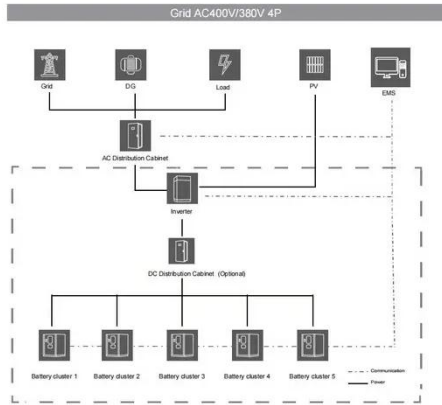 Grid AC400V/380V 4P
Grid
DG
Load
PV
EMS
AC Distribution Cabinet
Inverter
DC Distribution Cabinet (Optional)
Battery cluster 1
Battery cluster 2
Battery cluster 3
Battery cluster 4
Battery cluster 5
Communication
Power